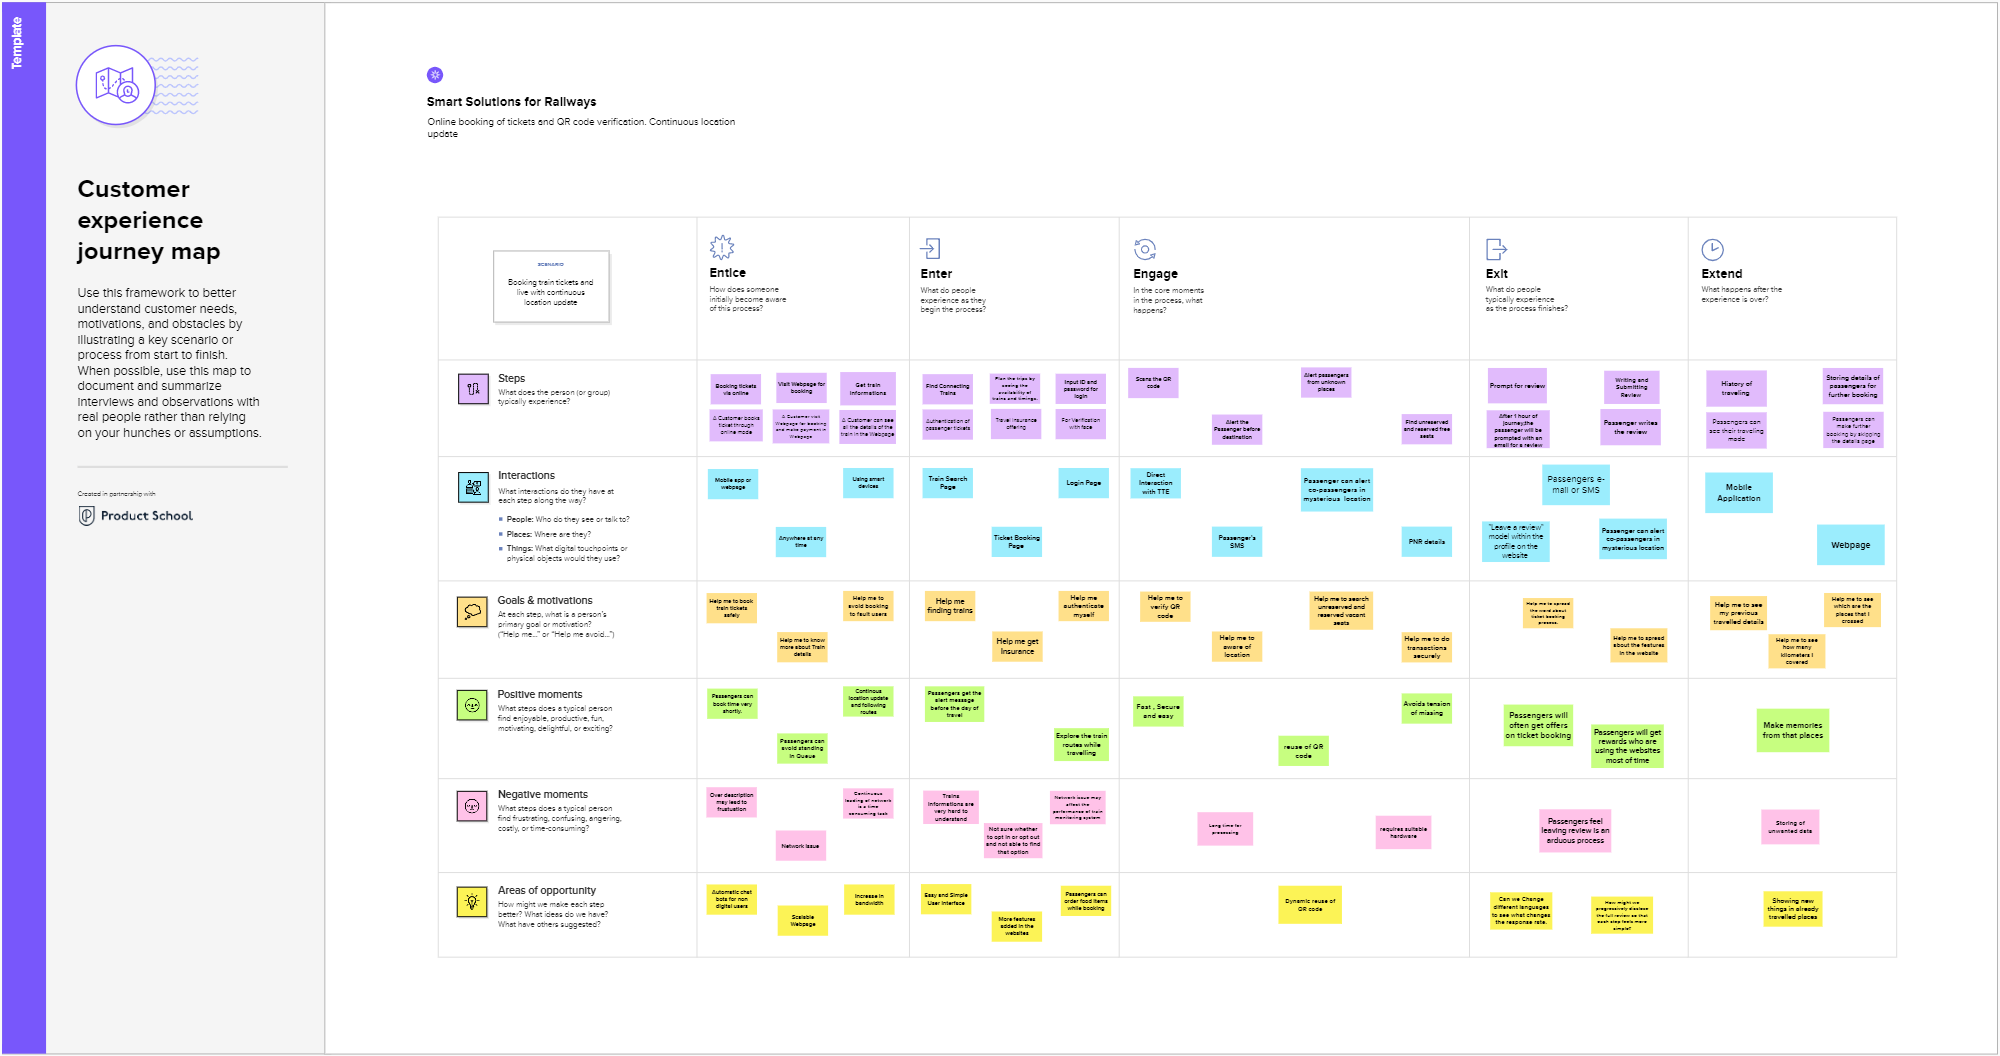 Template
Customer
experience
journey map
Use this framework to better
understand customer needs,
motivations, and obstacles by
illustrating a key scenario or
process from start to finish.
When possible, use this map to
document and summarize
interviews and observations with
real people rather than relying
on your hunches or assumptions.
Created in partnership with
Product School
Smart Solutions for Railways
Online booking of tickets and QR code verification. Continuous location
update
SCENARIO
Booking train tickets and
live with continuous
location update
Entice
How does someone
initially become aware
of this process?
Enter
What do people
experience as they
begin the process?
Engage
In the core moments
in the process, what
happens?
Exit
What do people
typically experience
as the process finishes?
Extend
What happens after the
experience is over?
Steps
What does the person (or group)
typically experience?
Booking tickets
via online
Visit Webpage for
booking
Get train
informations
A Customer books
ticket through
online mode
A Customer visit
Webpage for booking
and make payment in
Webpage
A Customer can see
all the details of the
train in the Webpage
Find Connecting
Trains
Plan the trips by
seeing the
availability of
trains and timings.
Input ID and
password for
login
Authentication of
passenger tickets
Travel insurance
offering
For Verification
with face
Scans the QR
code
Alert passengers
from unknown
places
Alert the
Passenger before
destination
Find unreserved
and reserved free
seats
Prompt for review
Writing and
Submitting
Review
After 1 hour of
journey,the
passenger will be
prompted with an
email for a review
Passenger writes
the review
History of
traveling
Storing details of
passengers for
further booking
Passengers can
see their traveling
made
Passengers can
make further
booking by skipping
the details page
Interactions
What interactions do they have at
each step along the way?
People: Who do they see or talk to?
Places: Where are they?
Things: What digital touchpoints or
physical objects would they use?
Mobile app or
webpage
Using smart
devices
Anywhere at any
time
Train Search
Page
Login Page
Ticket Booking
Page
Direct
Interaction
with TTE
Passenger can alert
co-passengers in
mysterious location
Passenger's
SMS
PNR details
Passengers e-
mail or SMS
"Leave a review"
model within the
profile on the
website
Passenger can alert
co-passengers in
mysterious location
Mobile
Application
Webpage
Goals & motivations
At each step, what is a person's
primary goal or motivation?
("Help me..." or "Help me avoid...")
Help me to book
train tickets
safely
Help me to
avoid booking
to fault users
Help me to know
more about Train
details
Help me
finding trains
Help me
authenticate
myself
Help me get
Insurance
Help me to
verify QR
code
Help me to search
unreserved and
reserved vacant
seats
Help me to
aware of
location
Help me to do
transactions
securely
Help me to spread
the word about
ticket booking
process.
Help me to spread
about the features
in the website
Help me to see
my previous
travelled details
Help me to see
which are the
places that I
crossed
Help me to see
how many
kilometers I
covered
Positive moments
What steps does a typical person
find enjoyable, productive, fun,
motivating, delightful, or exciting?
Passengers can
book time very
shortly.
Continous
location update and following
routes
Passengers can
avoid standing
in Queue
Passengers get the
alert message
before the day of
travel
Explore the train
routes while
travelling
Fast , Secure
and easy
Avoids tension
of missing
reuse of QR
code
Passengers will
often get offers
on ticket booking
Passengers will get
rewards who are
using the websites
most of time
Make memories
from that places
Negative moments
What steps does a typical person
find frustrating, confusing, angering,
costly, or time-consuming?
Over description
may lead to
frustuation
Continuous
loading of network
is a time
consuming task
Network issue
Trains
informations are
very hard to
understand
Network issue may
affect the
performance of train
monitoring system
Not sure whether
to opt in or opt out
and not able to find
that option
Long time for
processing
requires suitable
hardware
Passengers feel
leaving review is an
arduous process
Storing of
unwanted data
Areas of opportunity
How might we make each step
better? What ideas do we have?
What have others suggested?
Automatic chat
bots for non
digital users
Scalable
Webpage
Increase in
bandwidth
Easy and Simple
User interface
Passengers can
order food items
while booking
More features
added in the
websites
Dynamic reuse of
QR code
Can we Change
different languages
to see what changes
the response rate.
How might we
progressively disclose
the full review so that
each step feels more
simple?
Showing new
things in already
travelled places